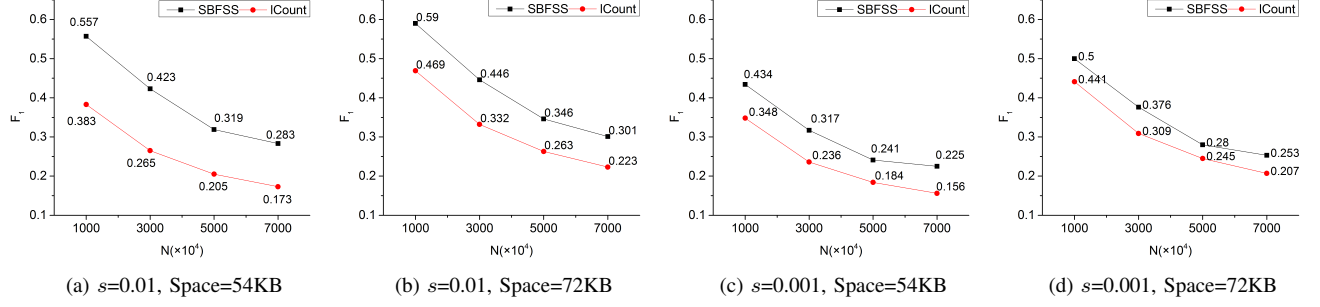 SBFSS ICount
0.6
0.5
0.4
0.3
0.2
0.1
F1
0.557
0.423
0.319
0.283
0.383
0.265
0.205
0.173
1000 3000 5000 7000
N(×10^4)
(a) s=0.01, Space=54KB
SBFSS ICount
0.6
0.5
0.4
0.3
0.2
0.1
F1
0.59
0.446
0.346
0.301
0.469
0.332
0.263
0.223
1000 3000 5000 7000
N(×10^4)
(b) s=0.01, Space=72KB
SBFSS ICount
0.6
0.5
0.4
0.3
0.2
0.1
F1
0.434
0.317
0.241
0.225
0.348
0.236
0.184
0.156
1000 3000 5000 7000
N(×10^4)
(c) s=0.001, Space=54KB
SBFSS ICount
0.6
0.5
0.4
0.3
0.2
0.1
F1
0.5
0.376
0.28
0.253
0.441
0.309
0.245
0.207
1000 3000 5000 7000
N(×10^4)
(d) s=0.001, Space=72KB